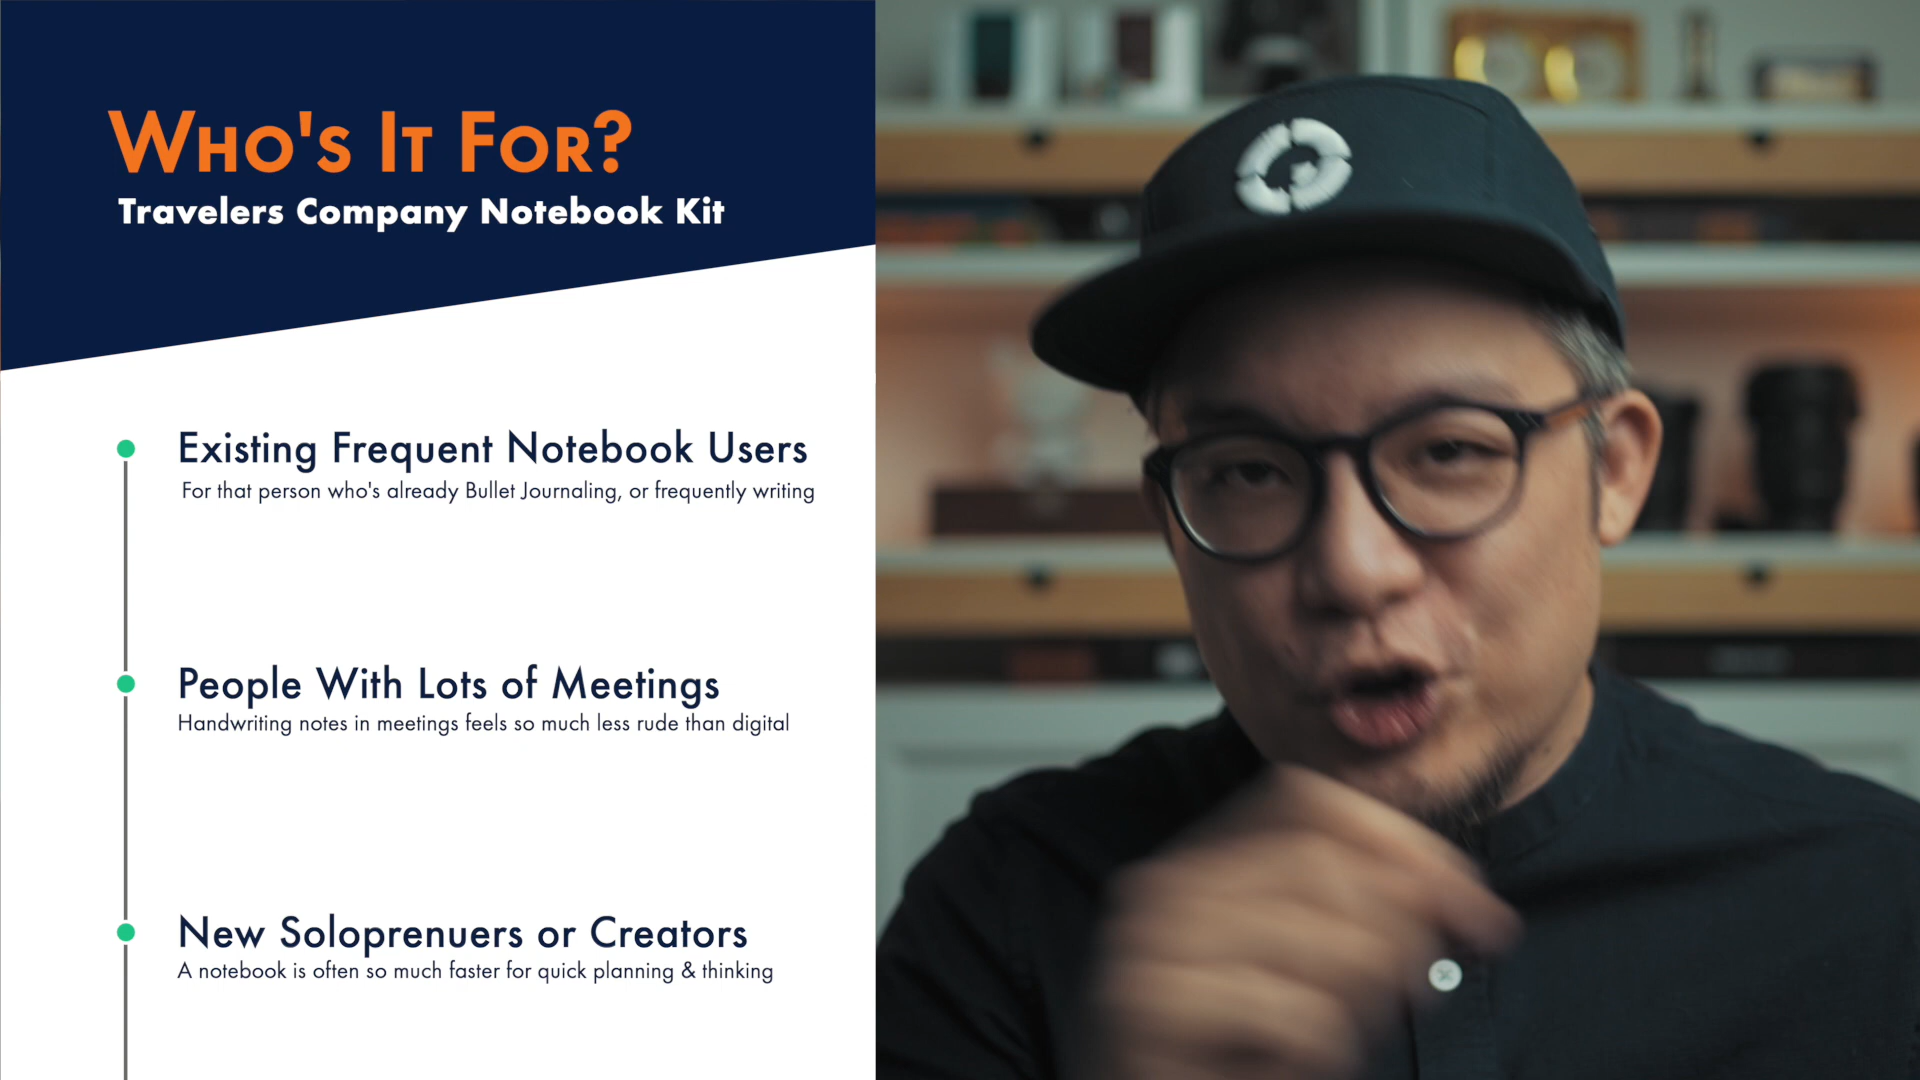 Who's It For?
Travelers Company Notebook Kit
Existing Frequent Notebook Users
For that person who's already Bullet Journaling, or frequently writing
People With Lots of Meetings
Handwriting notes in meetings feels so much less rude than digital
New Soloprenuers or Creators
A notebook is often so much faster for quick planning & thinking